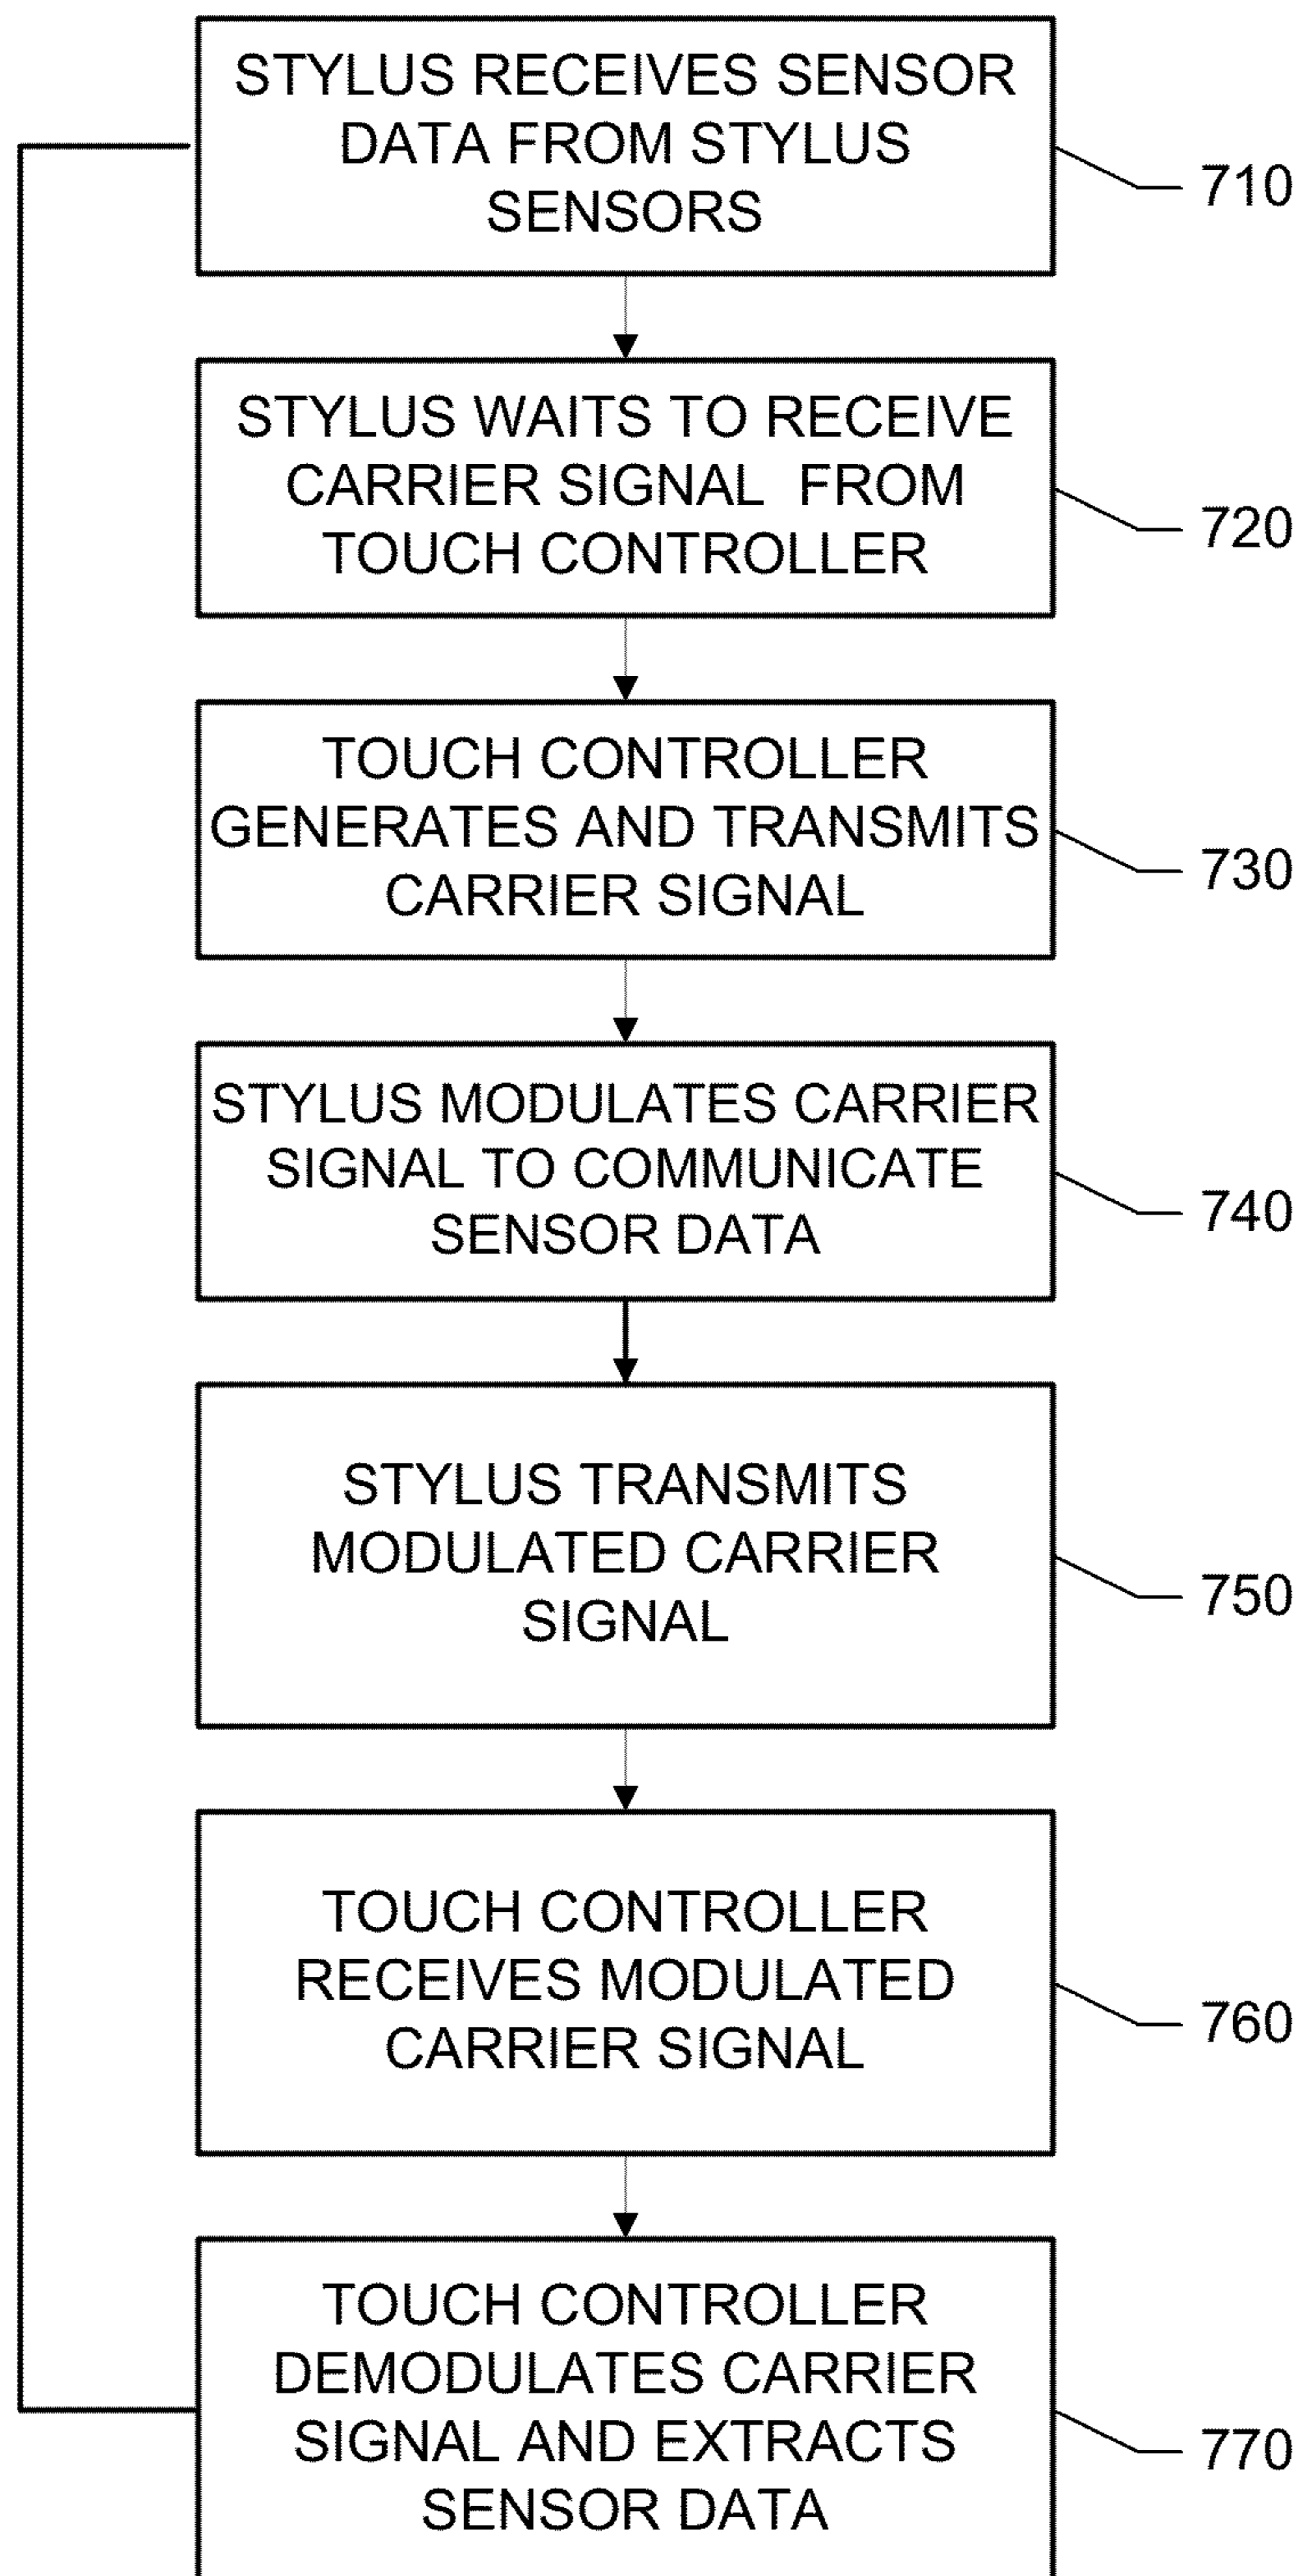 STYLUS RECEIVES SENSOR
DATA FROM STYLUS
SENSORS
710
STYLUS WAITS TO RECEIVE
CARRIER SIGNAL FROM
TOUCH CONTROLLER
720
TOUCH CONTROLLER
GENERATES AND TRANSMITS
CARRIER SIGNAL
730
STYLUS MODULATES CARRIER
SIGNAL TO COMMUNICATE
SENSOR DATA
740
STYLUS TRANSMITS
MODULATED CARRIER
SIGNAL
750
TOUCH CONTROLLER
RECEIVES MODULATED
CARRIER SIGNAL
760
TOUCH CONTROLLER
DEMODULATES CARRIER
SIGNAL AND EXTRACTS
SENSOR DATA
770